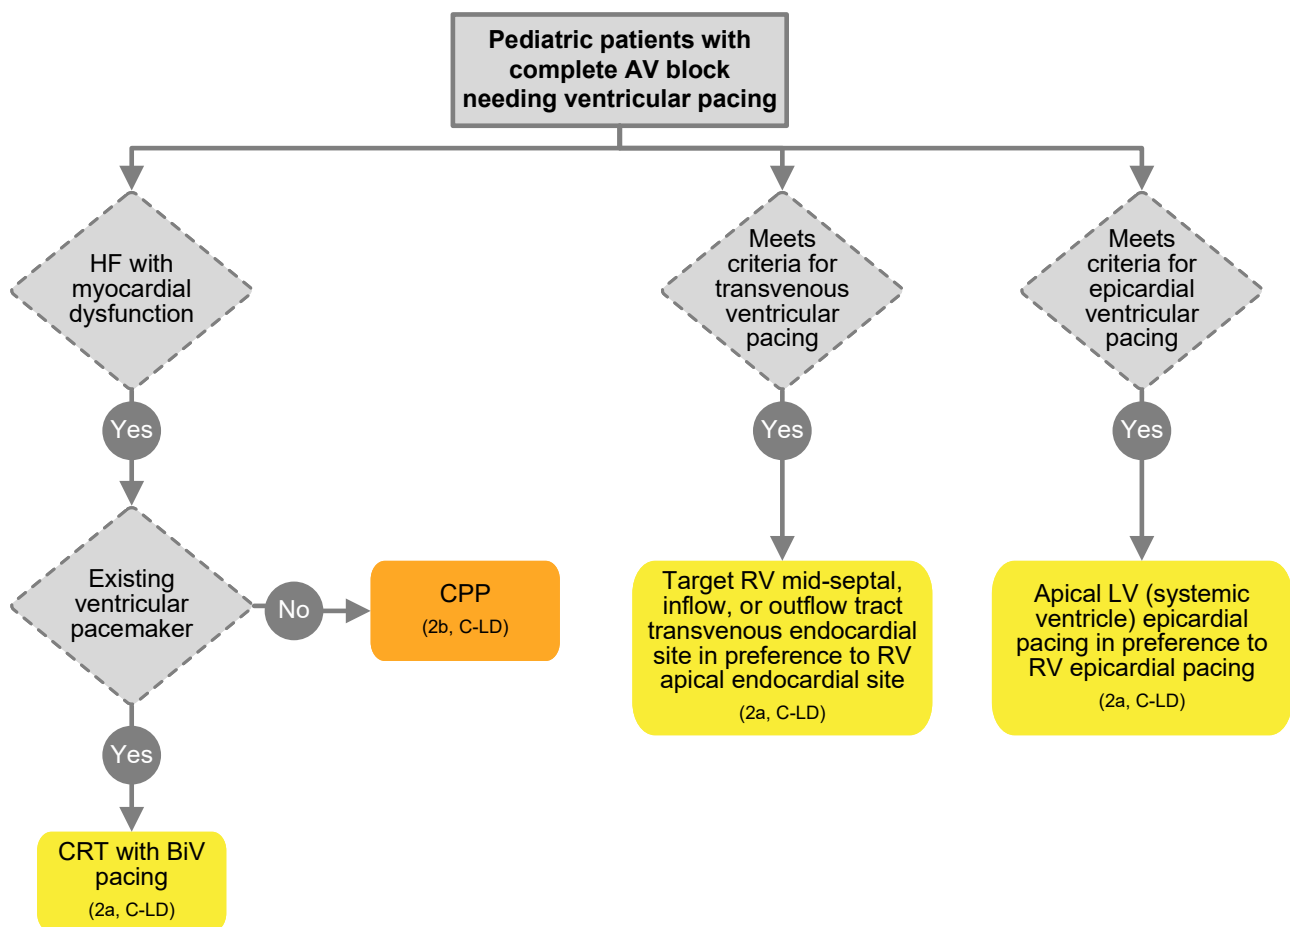 Pediatric patients with
complete AV block
needing ventricular pacing
HF with
myocardial
dysfunction
Meets
criteria for
transvenous
ventricular
pacing
Meets
criteria for
epicardial
ventricular
pacing
Yes
Yes
Yes
Existing
ventricular
pacemaker
No
CPP
(2b, C-LD)
Target RV mid-septal,
inflow, or outflow tract
transvenous endocardial
site in preference to RV
apical endocardial site
(2a, C-LD)
Apical LV (systemic
ventricle) epicardial
pacing in preference to
RV epicardial pacing
(2a, C-LD)
Yes
CRT with BiV
pacing
(2a, C-LD)